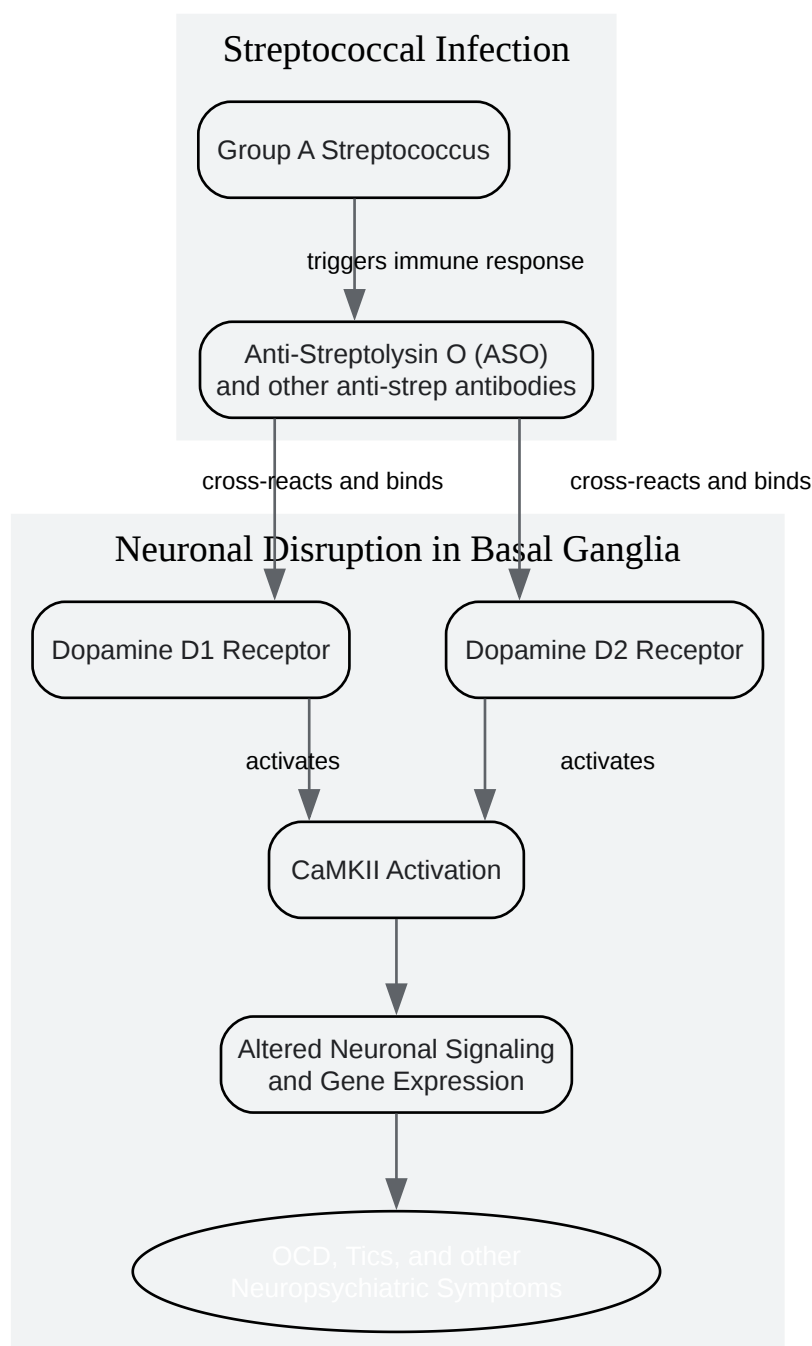 Streptococcal Infection
Group A Streptococcus
triggers immune response
Anti-Streptolysin O (ASO)
and other anti-strep antibodies
cross-reacts and binds
cross-reacts and binds
Neuronal Disruption in Basal Ganglia
Dopamine D1 Receptor
Dopamine D2 Receptor
activates
activates
CaMKII Activation
Altered Neuronal Signaling
and Gene Expression
OCD, Tics, and other
Neuropsychiatric Symptoms